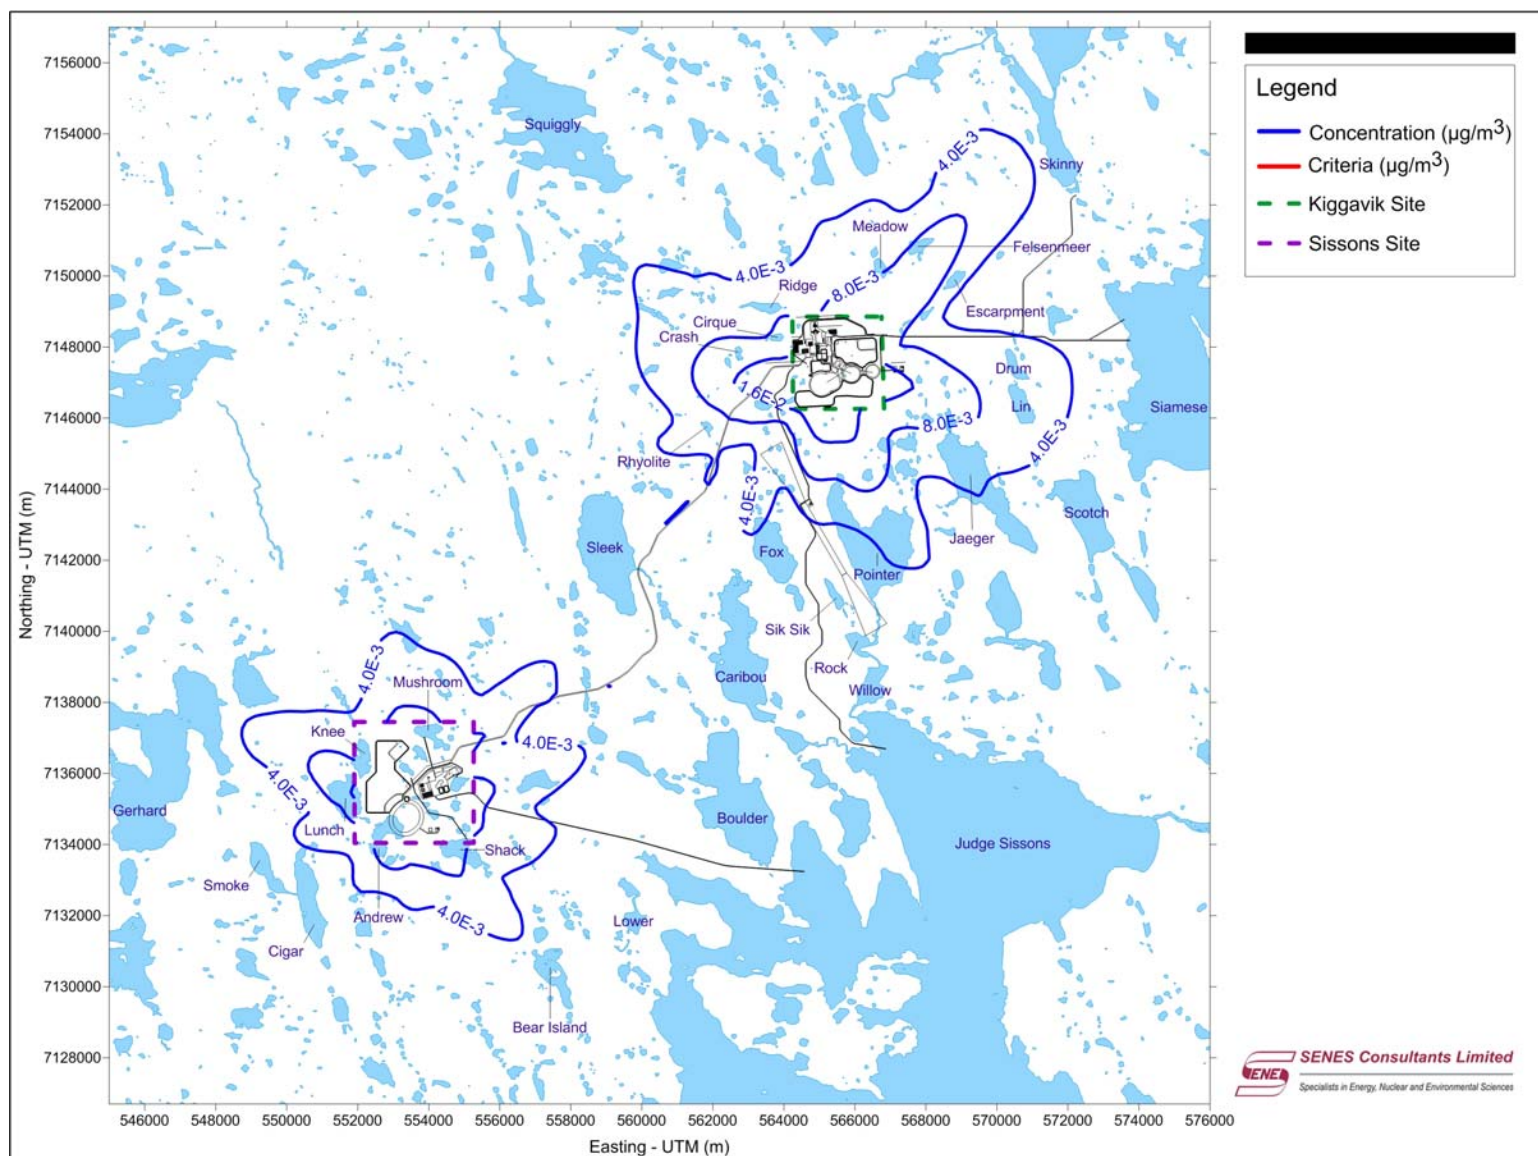 7156000
7154000
7152000
7150000
7148000
7146000
7144000
7142000
7140000
7138000
7136000
7134000
7132000
7130000
7128000
Northing - UTM (m)
546000 548000 550000 552000 554000 556000 558000 560000 562000 564000 566000 568000 570000 572000 574000 576000
Easting - UTM (m)
Squiggly
4.0E-3
Skinny
Meadow
Felsenmeer
4.0E-3
8.0E-3
Ridge
Escarpment
Cirque
Crash
Drum
1.6E-2
Lin
Siamese
8.0E-3
4.0E-3
Rhyolite
4.0E-3
Scotch
Jaeger
Sleek
Fox
Pointer
Sik Sik
Rock
Caribou
Willow
4.0E-3
Mushroom
Knee
4.0E-3
4.0E-3
Gerhard
Lunch
Boulder
Judge Sissons
Shack
Smoke
Andrew
4.0E-3
Lower
Cigar
Bear Island
Legend
Concentration (µg/m3)
Criteria (µg/m3)
Kiggavik Site
Sissons Site
SENES
SENES Consultants Limited
Specialists in Energy, Nuclear and Environmental Sciences